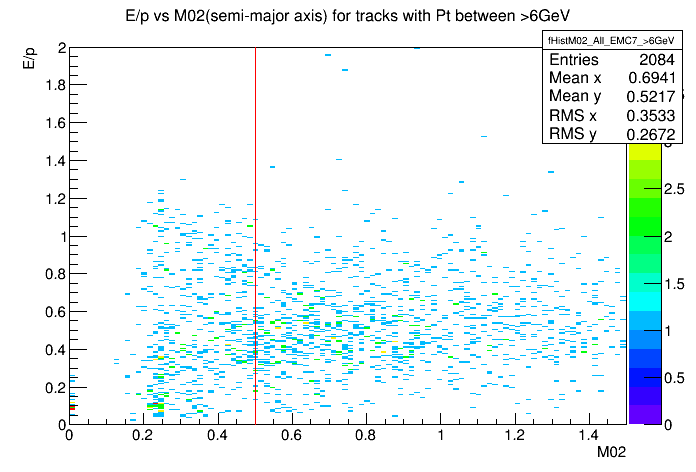 E/p vs M02(semi-major axis) for tracks with Pt between >6GeV
fHistM02_All_EMC7_>6GeV
Entries 2084
Mean x 0.6941
Mean y 0.5217
RMS x 0.3533
RMS y 0.2672
E/p
2
1.8
1.6
1.4
1.2
1
0.8
0.6
0.4
0.2
0
2.5
2
1.5
1
0.5
0
0 0.2 0.4 0.6 0.8 1 1.2 1.4
M02